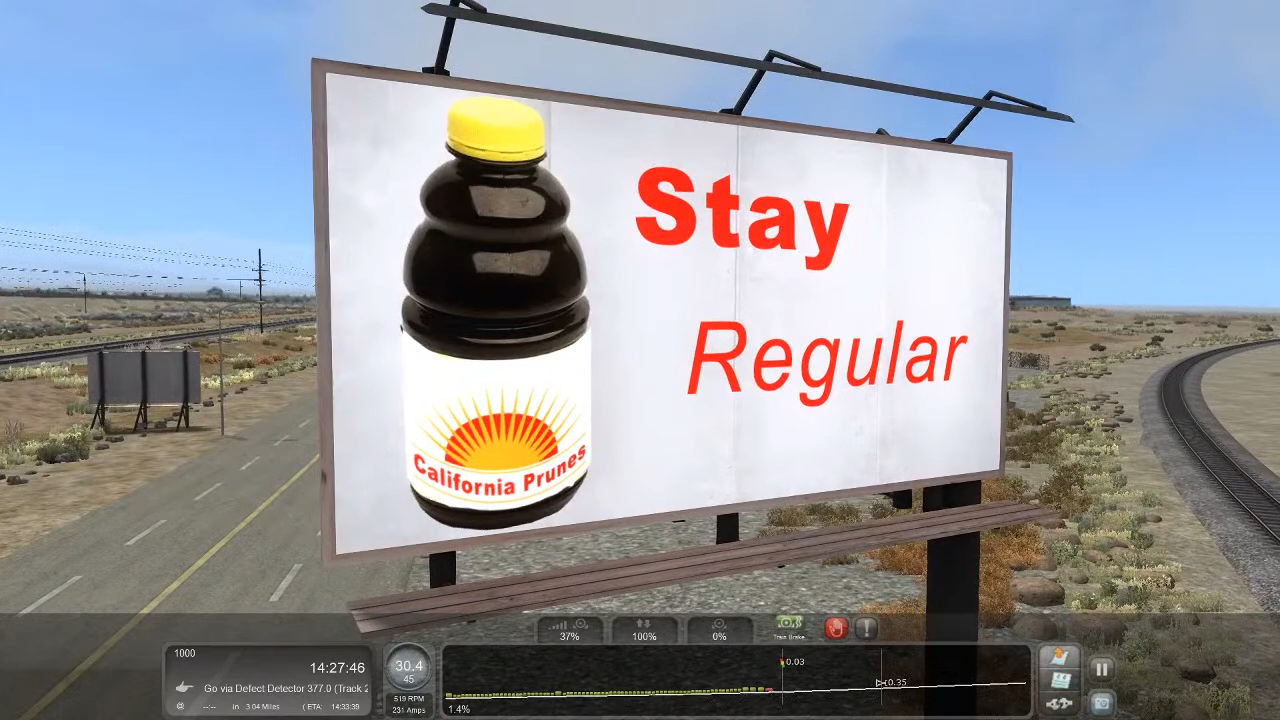 Stay
Regular
California Prunes
37%
100%
0%
Train Brake
1000
14:27:46
Go via Defect Detector 377.0 (Track 2
@ --:-- in 3.04 Miles ( ETA: 14:33:39
30.4
45
519 RPM
231 Amps
0.03
0.35
1.4%